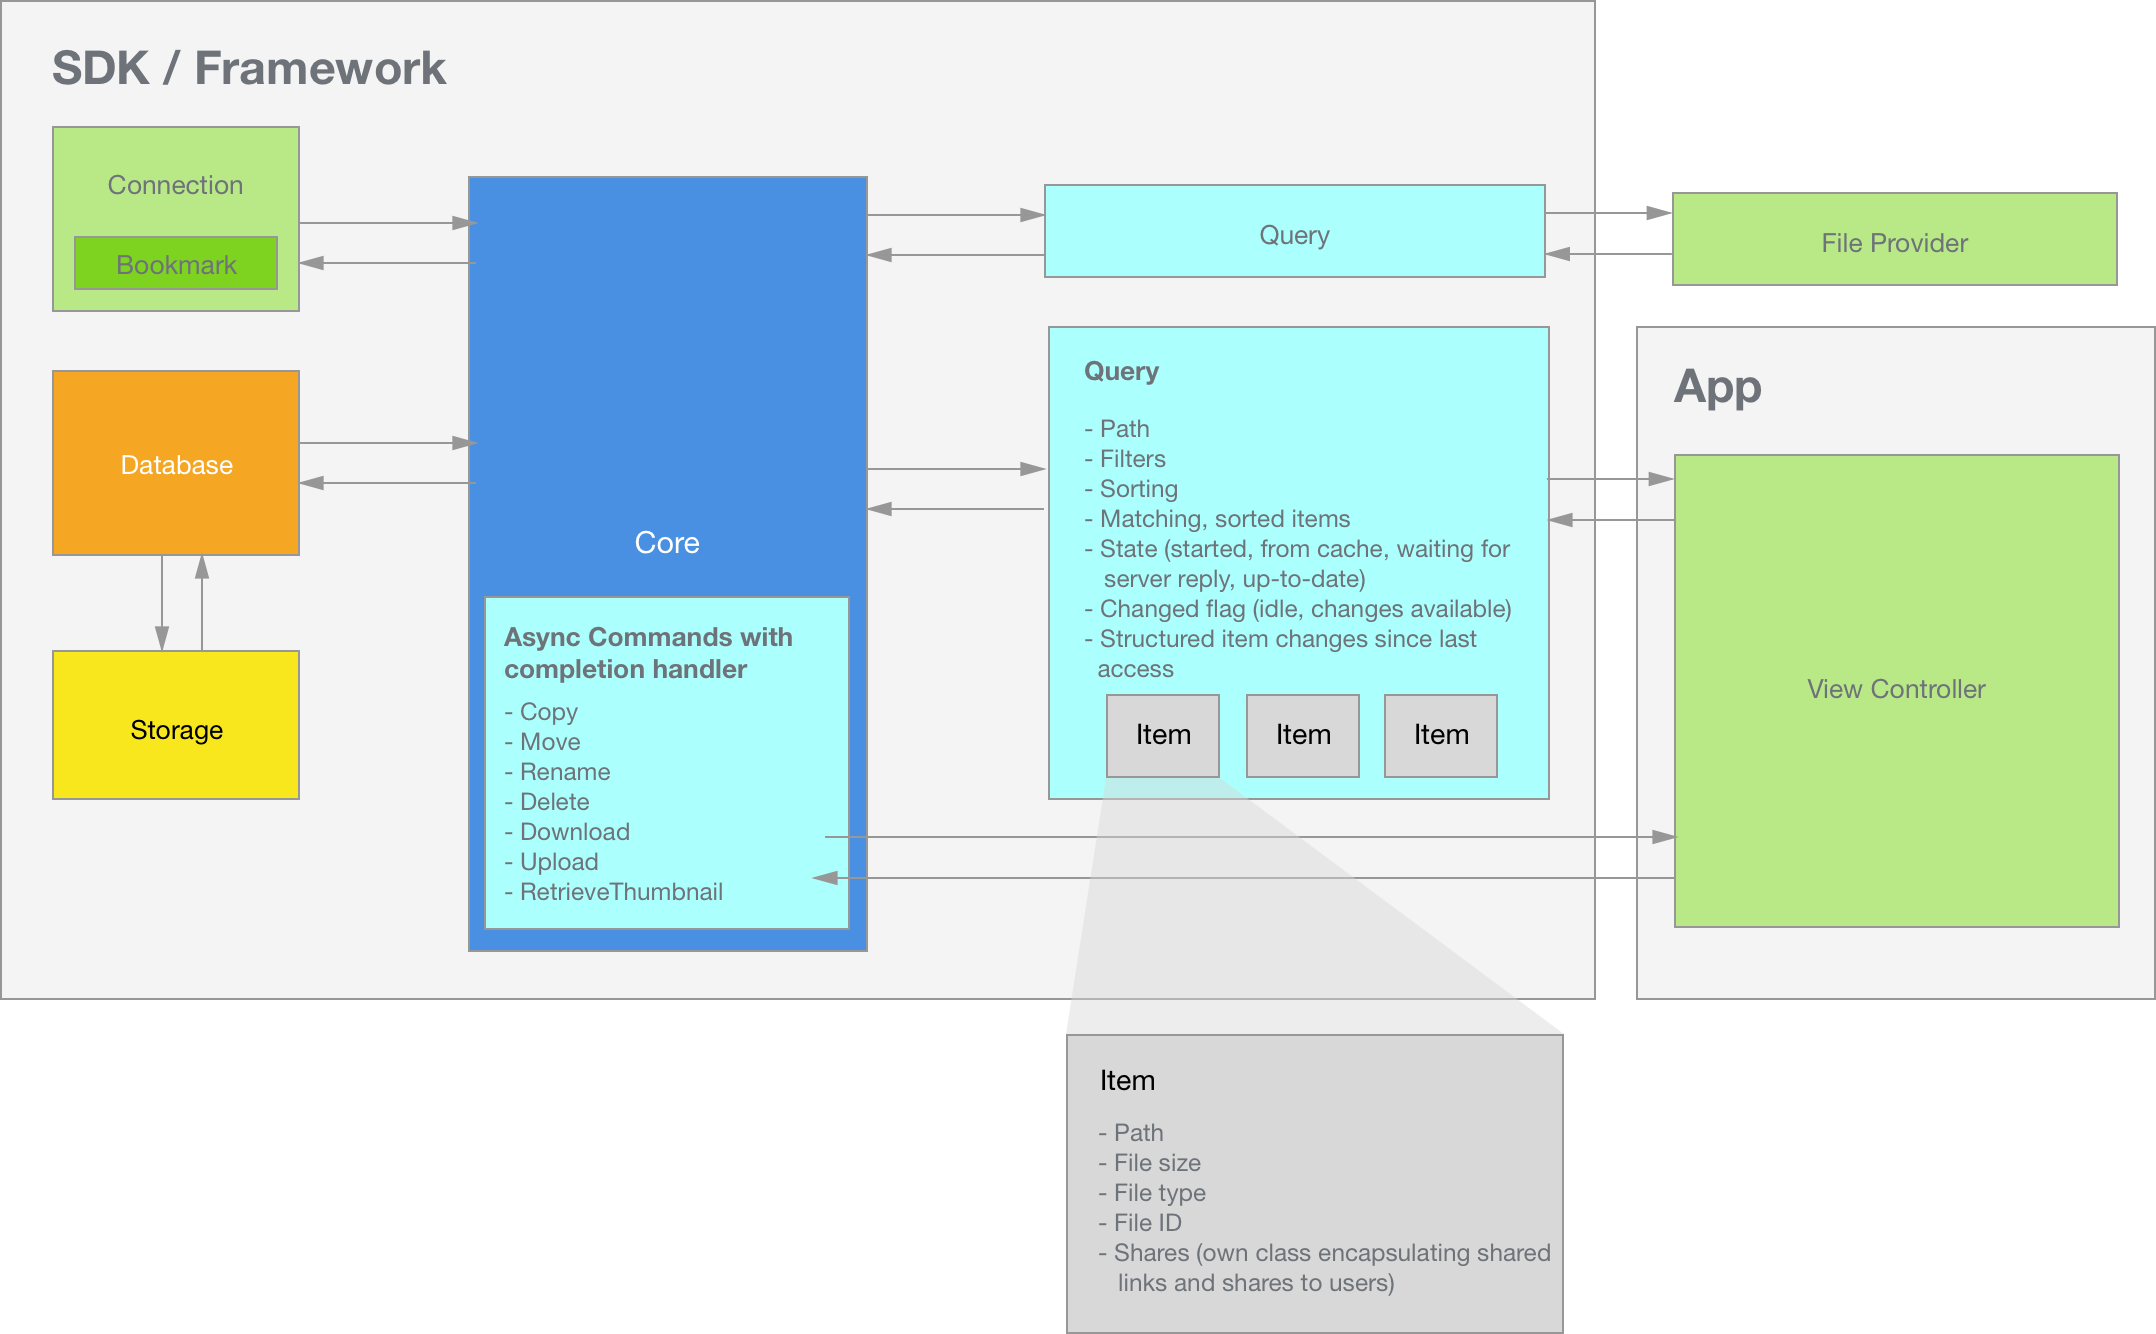 SDK / Framework
Connection
Bookmark
Database
Storage
Core
Async Commands with
completion handler
- Copy
- Move
- Rename
- Delete
- Download
- Upload
- RetrieveThumbnail
Query
Query
- Path
- Filters
- Sorting
- Matching, sorted items
- State (started, from cache, waiting for
server reply, up-to-date)
- Changed flag (idle, changes available)
- Structured item changes since last
access
Item
Item
Item
File Provider
App
View Controller
Item
- Path
- File size
- File type
- File ID
- Shares (own class encapsulating shared
links and shares to users)